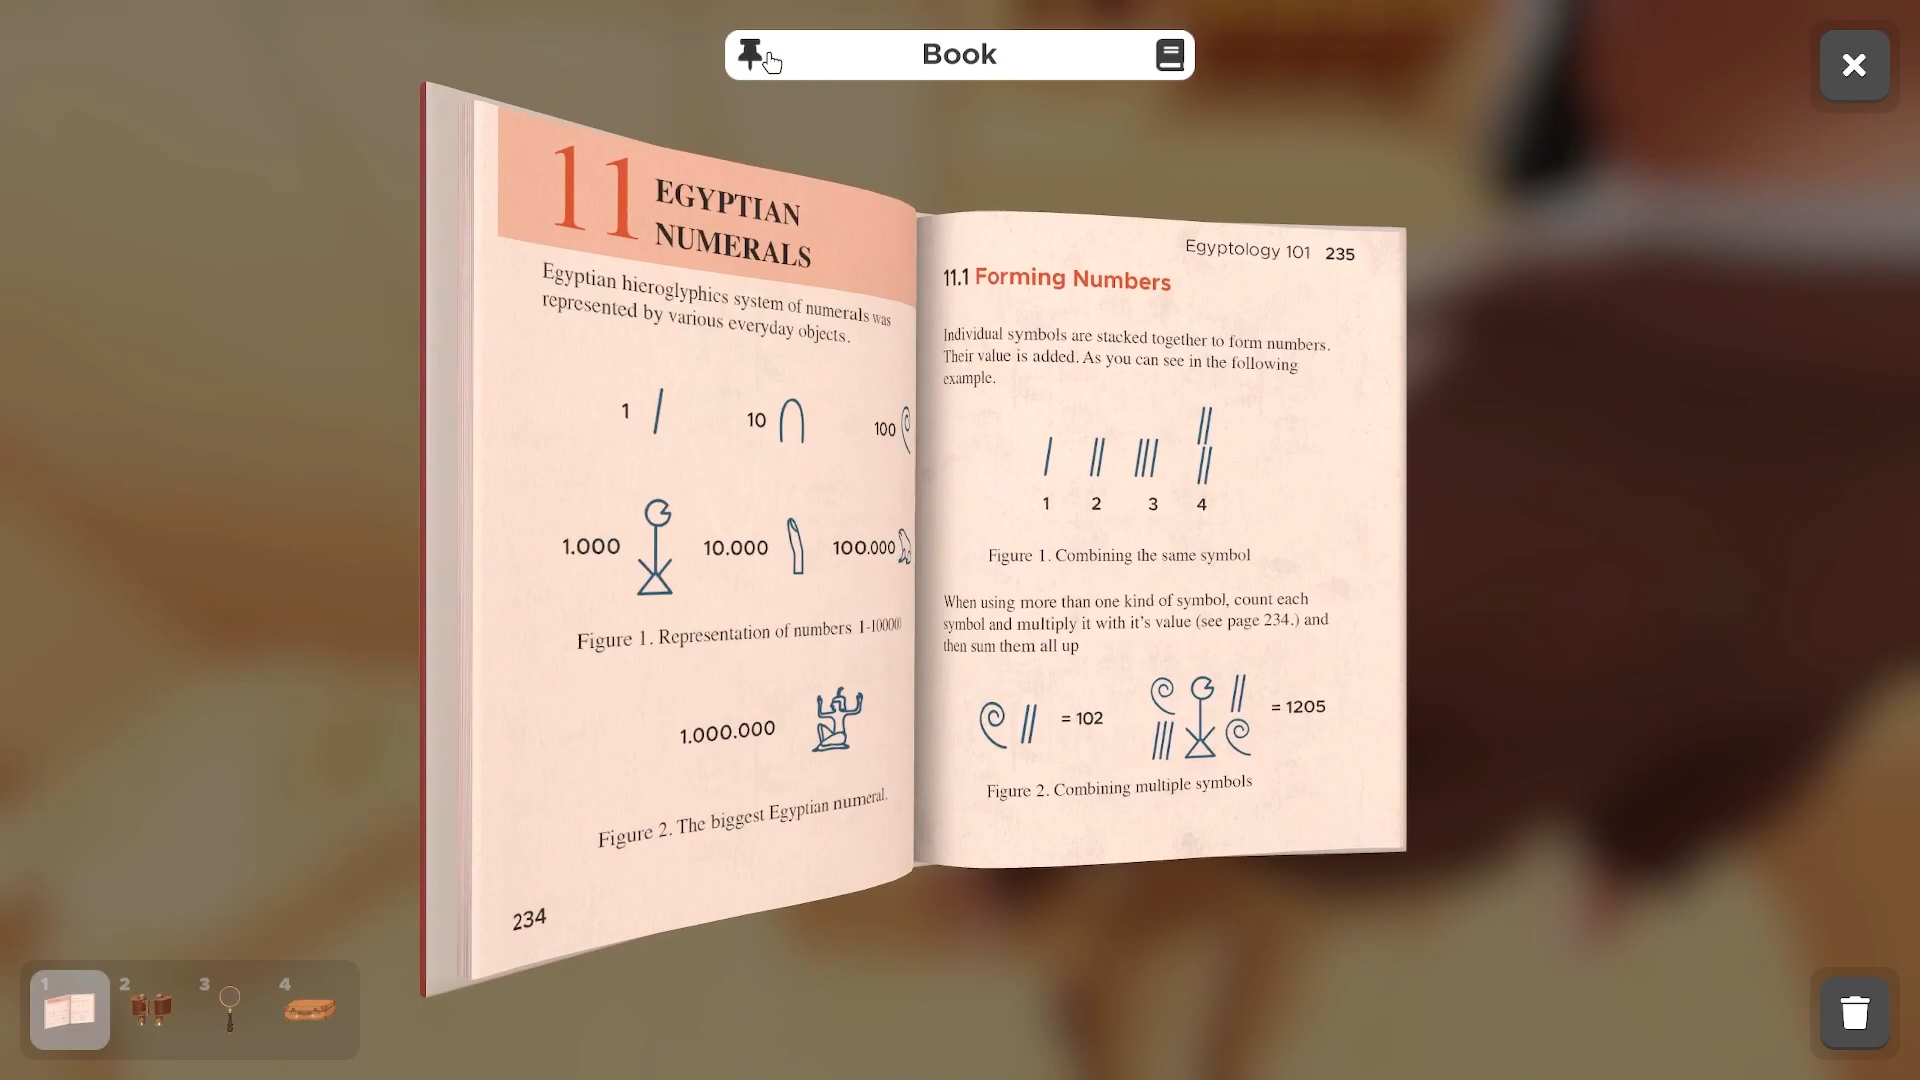 Book
11
EGYPTIAN
NUMERALS
Egyptian hieroglyphics system of numerals was
represented by various everyday objects.
1
10
100
1.000
10.000
100.000
Figure 1. Representation of numbers 1-10000
1.000.000
Figure 2. The biggest Egyptian numeral.
234
Egyptology 101 235
11.1 Forming Numbers
Individual symbols are stacked together to form numbers.
Their value is added. As you can see in the following
example.
1 2 3 4
Figure 1. Combining the same symbol
When using more than one kind of symbol, count each
symbol and multiply it with it's value (see page 234.) and
then sum them all up
= 102
= 1205
Figure 2. Combining multiple symbols
1 2 3 4